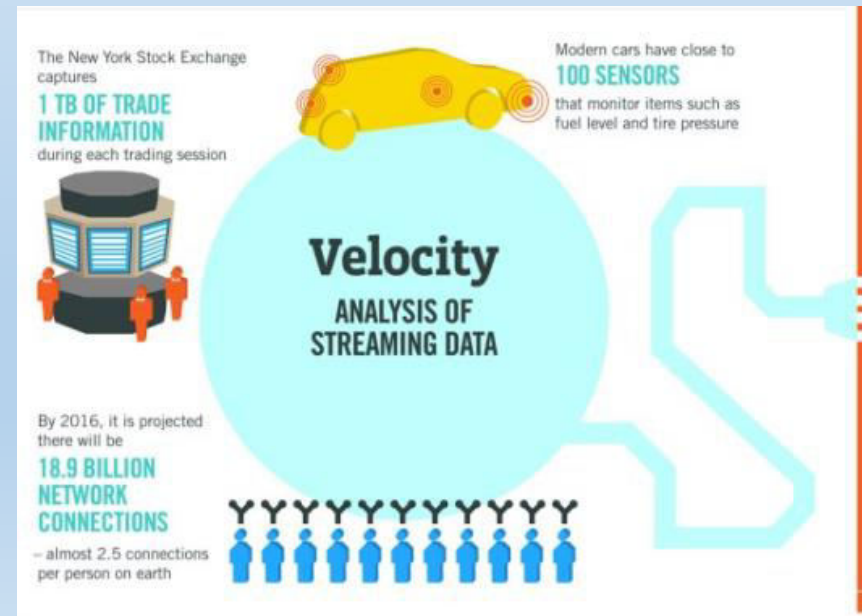 The New York Stock Exchange
captures
1 TB OF TRADE
INFORMATION
during each trading session
Modern cars have close to
100 SENSORS
that monitor items such as
fuel level and tire pressure
Velocity
ANALYSIS OF
STREAMING DATA
By 2016, it is projected
there will be
18.9 BILLION
NETWORK
CONNECTIONS
– almost 2.5 connections
per person on earth